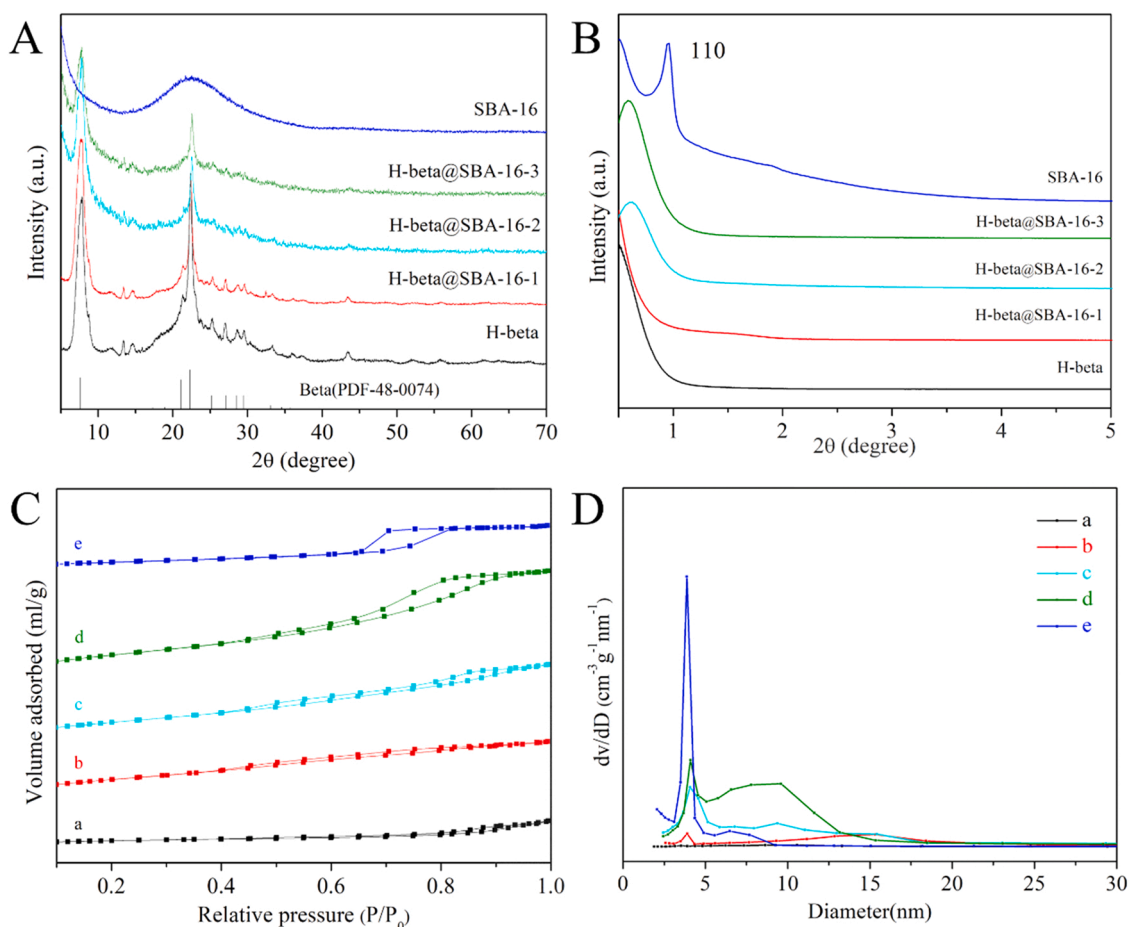 A
Intensity (a.u.)
SBA-16
H-beta@SBA-16-3
H-beta@SBA-16-2
H-beta@SBA-16-1
H-beta
Beta(PDF-48-0074)
10 20 30 40 50 60 70
2θ (degree)
B
110
Intensity (a.u.)
SBA-16
H-beta@SBA-16-3
H-beta@SBA-16-2
H-beta@SBA-16-1
H-beta
1 2 3 4 5
2θ (degree)
C
Volume adsorbed (ml/g)
e
d
c
b
a
0.2 0.4 0.6 0.8 1.0
Relative pressure (P/P₀)
D
dv/dD (cm⁻³g⁻¹nm⁻¹)
a
b
c
d
e
0 5 10 15 20 25 30
Diameter(nm)